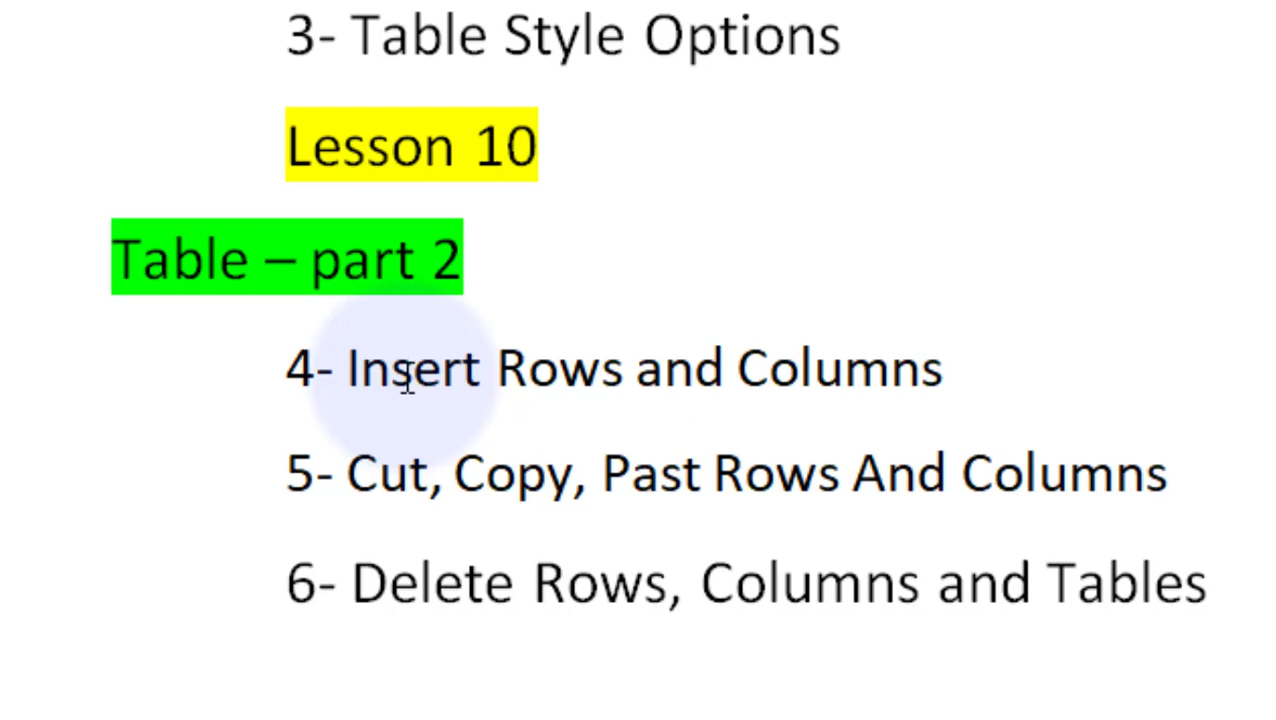 3- Table Style Options
Lesson 10
Table – part 2
4- Insert Rows and Columns
5- Cut, Copy, Past Rows And Columns
6- Delete Rows, Columns and Tables